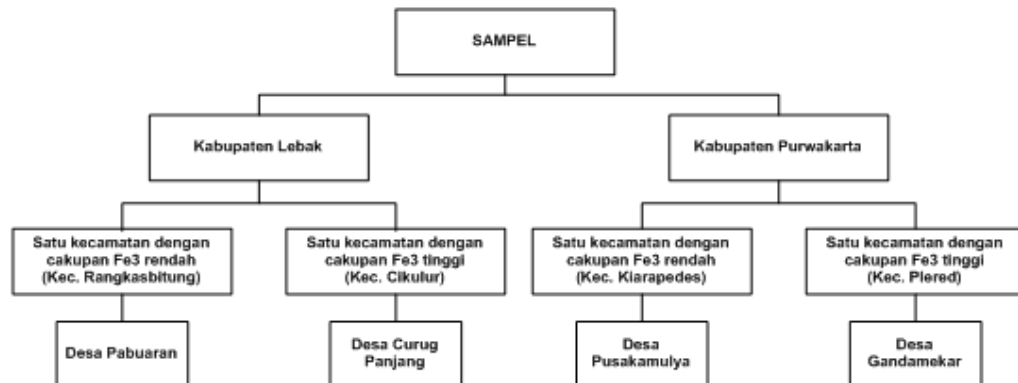 SAMPEL
Kabupaten Lebak
Kabupaten Purwakarta
Satu kecamatan dengan
cakupan Fe3 rendah
(Kec. Rangkasbitung)
Satu kecamatan dengan
cakupan Fe3 tinggi
(Kec. Cikulur)
Satu kecamatan dengan
cakupan Fe3 rendah
(Kec. Kiarapedes)
Satu kecamatan dengan
cakupan Fe3 tinggi
(Kec. Plered)
Desa Pabuaran
Desa Curug
Panjang
Desa
Pusakamulya
Desa
Gandamekar